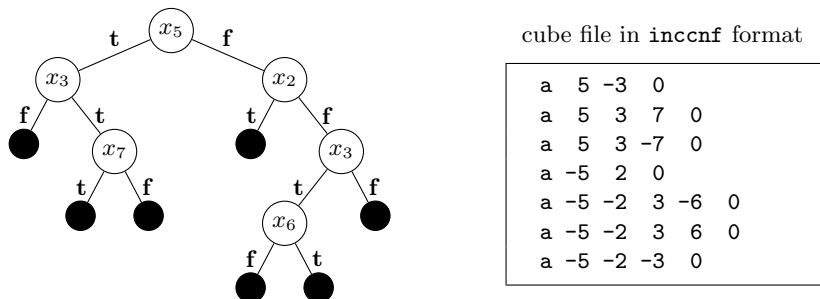 x5
t f
x3 x2
f t t f
x7 x3
t f t f
x6
f t
cube file in inccnf format
a 5 -3 0
a 5 3 7 0
a 5 3 -7 0
a -5 2 0
a -5 -2 3 -6 0
a -5 -2 3 6 0
a -5 -2 -3 0